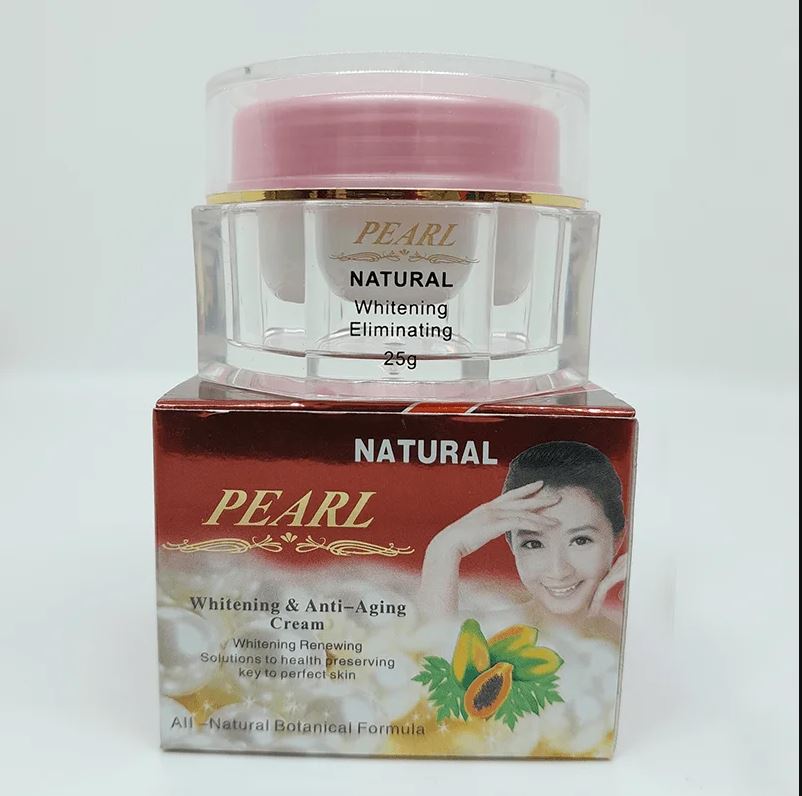 PEARL
NATURAL
Whitening
Eliminating
25g
NATURAL
PEARL
Whitening & Anti-Aging
Cream
Whitening Renewing
Solutions to health preserving
key to perfect skin
All -Natural Botanical Formula